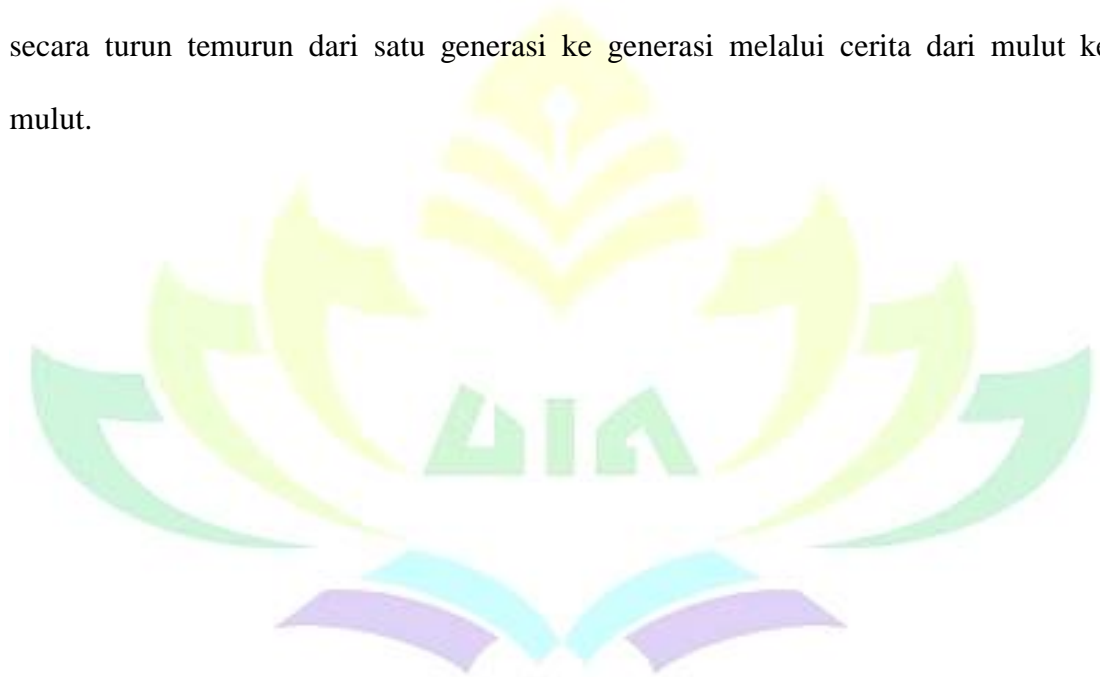 secara turun temurun dari satu generasi ke generasi melalui cerita dari mulut ke
mulut.